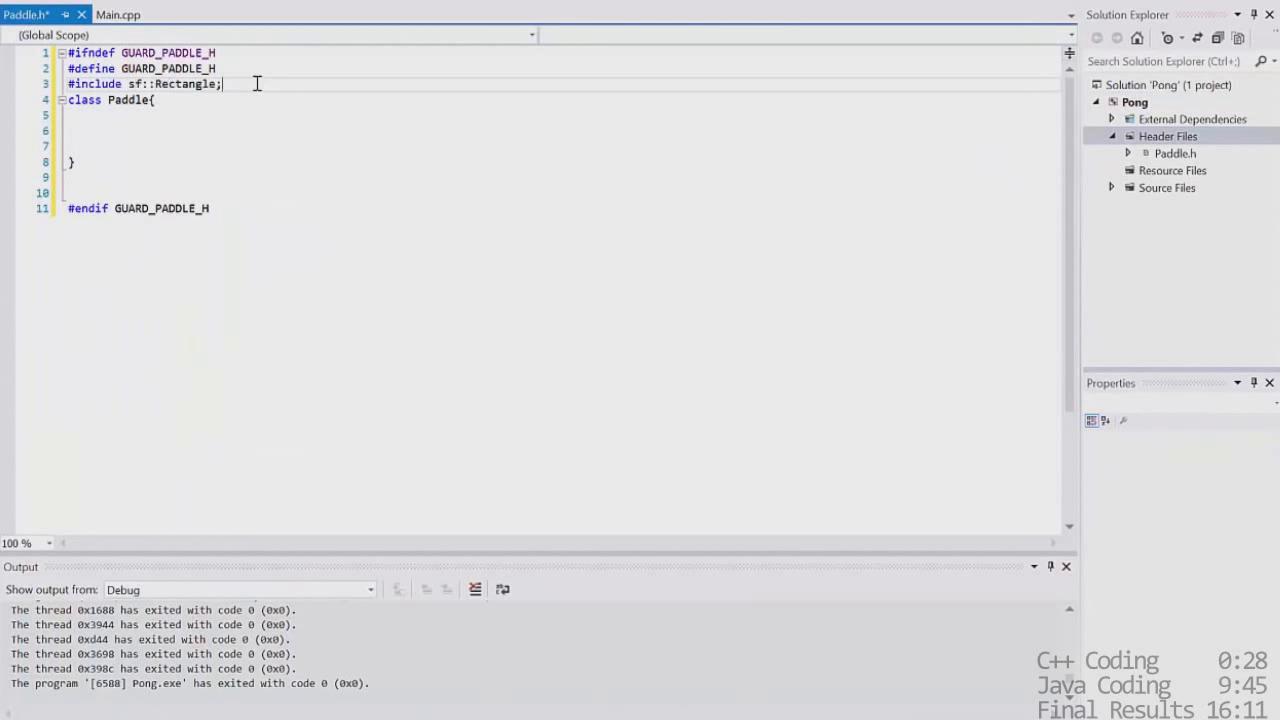 Paddle.h*
Main.cpp
(Global Scope)
1 #ifndef GUARD_PADDLE_H
2 #define GUARD_PADDLE_H
3 #include sf::Rectangle;
4 class Paddle{
5
6
7
8 }
9
10
11 #endif GUARD_PADDLE_H
100 %
Output
Show output from: Debug
The thread 0x1688 has exited with code 0 (0x0).
The thread 0x3944 has exited with code 0 (0x0).
The thread 0xd44 has exited with code 0 (0x0).
The thread 0x3698 has exited with code 0 (0x0).
The thread 0x398c has exited with code 0 (0x0).
The program '[6588] Pong.exe' has exited with code 0 (0x0).
Solution Explorer
Search Solution Explorer (Ctrl+;)
Solution 'Pong' (1 project)
Pong
External Dependencies
Header Files
Paddle.h
Resource Files
Source Files
Properties
C++ Coding 0:28
Java Coding 9:45
Final Results 16:11